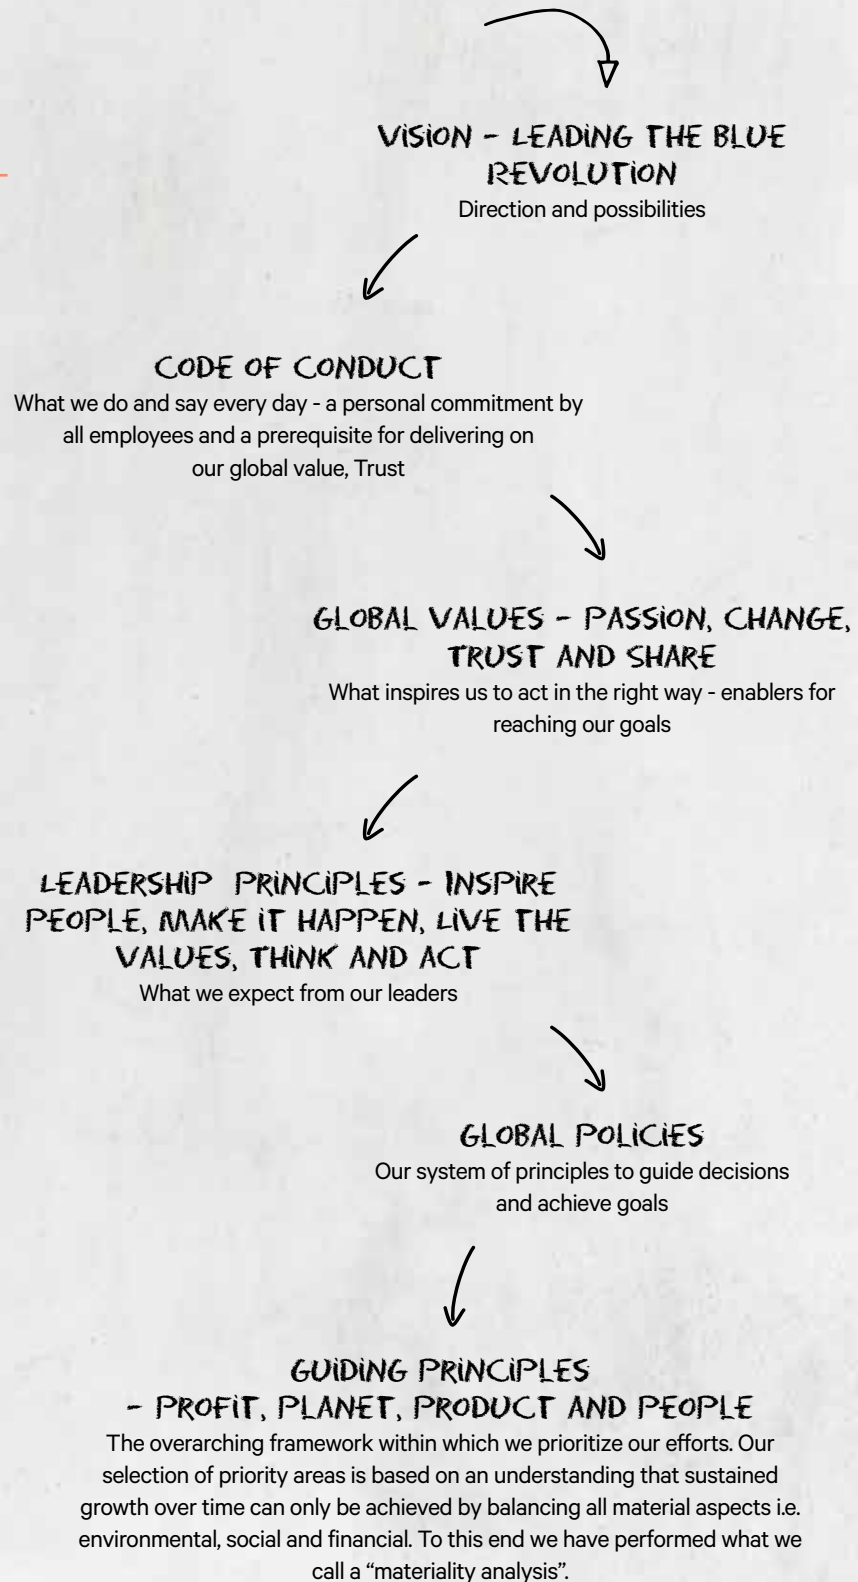 VISION - LEADING THE BLUE
REVOLUTION
Direction and possibilities
CODE OF CONDUCT
What we do and say every day - a personal commitment by
all employees and a prerequisite for delivering on
our global value, Trust
GLOBAL VALUES - PASSION, CHANGE,
TRUST AND SHARE
What inspires us to act in the right way - enablers for
reaching our goals
LEADERSHIP PRINCIPLES - INSPIRE
PEOPLE, MAKE IT HAPPEN, LIVE THE
VALUES, THINK AND ACT
What we expect from our leaders
GLOBAL POLICIES
Our system of principles to guide decisions
and achieve goals
GUIDING PRINCIPLES
- PROFIT, PLANET, PRODUCT AND PEOPLE
The overarching framework within which we prioritize our efforts. Our
selection of priority areas is based on an understanding that sustained
growth over time can only be achieved by balancing all material aspects i.e.
environmental, social and financial. To this end we have performed what we
call a “materiality analysis”.